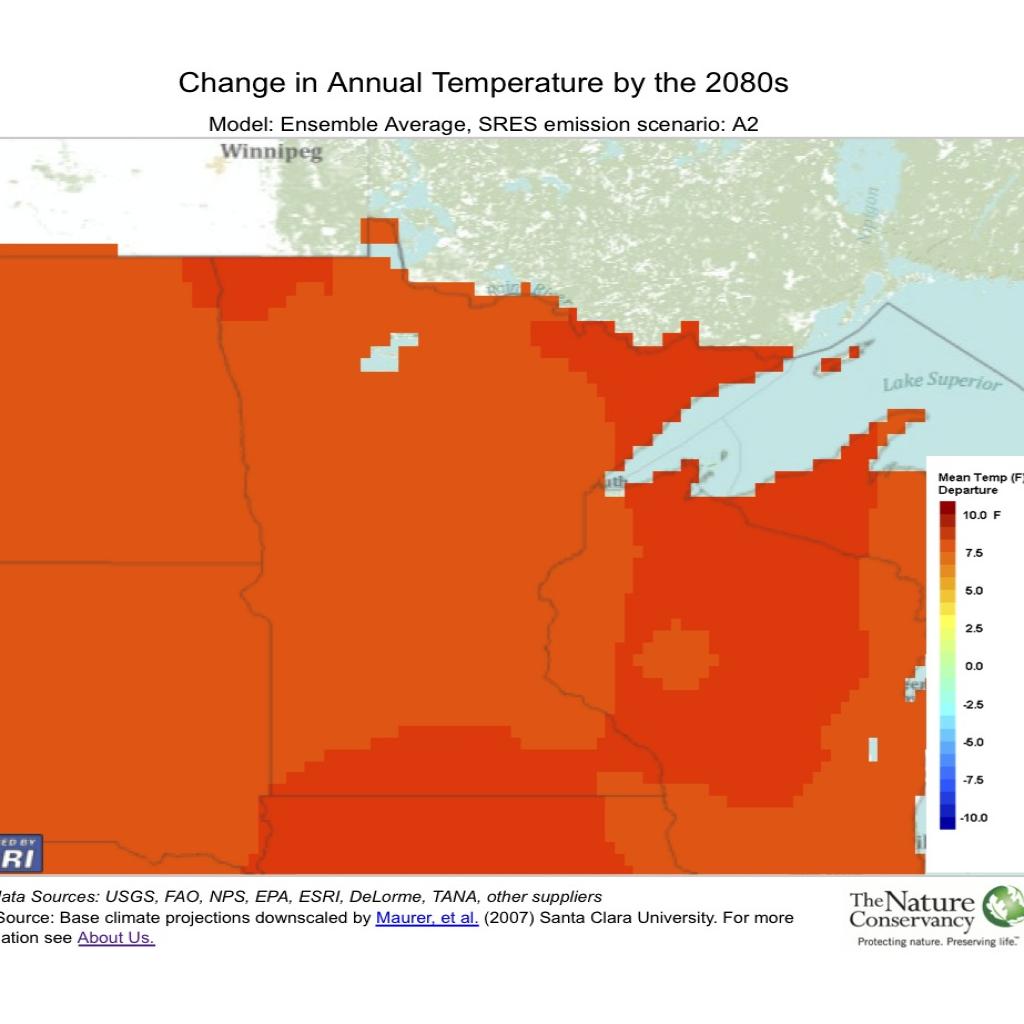 Change in Annual Temperature by the 2080s
Model: Ensemble Average, SRES emission scenario: A2
Winnipeg
Nipigon
Rainy River
Lake Superior
uth
Mean Temp (F)
Departure
10.0 F
7.5
5.0
2.5
0.0
-2.5
-5.0
-7.5
-10.0
ED BY
RI
ata Sources: USGS, FAO, NPS, EPA, ESRI, DeLorme, TANA, other suppliers
Source: Base climate projections downscaled by Maurer, et al. (2007) Santa Clara University. For more
ation see About Us.
The Nature
Conservancy
Protecting nature. Preserving life.™